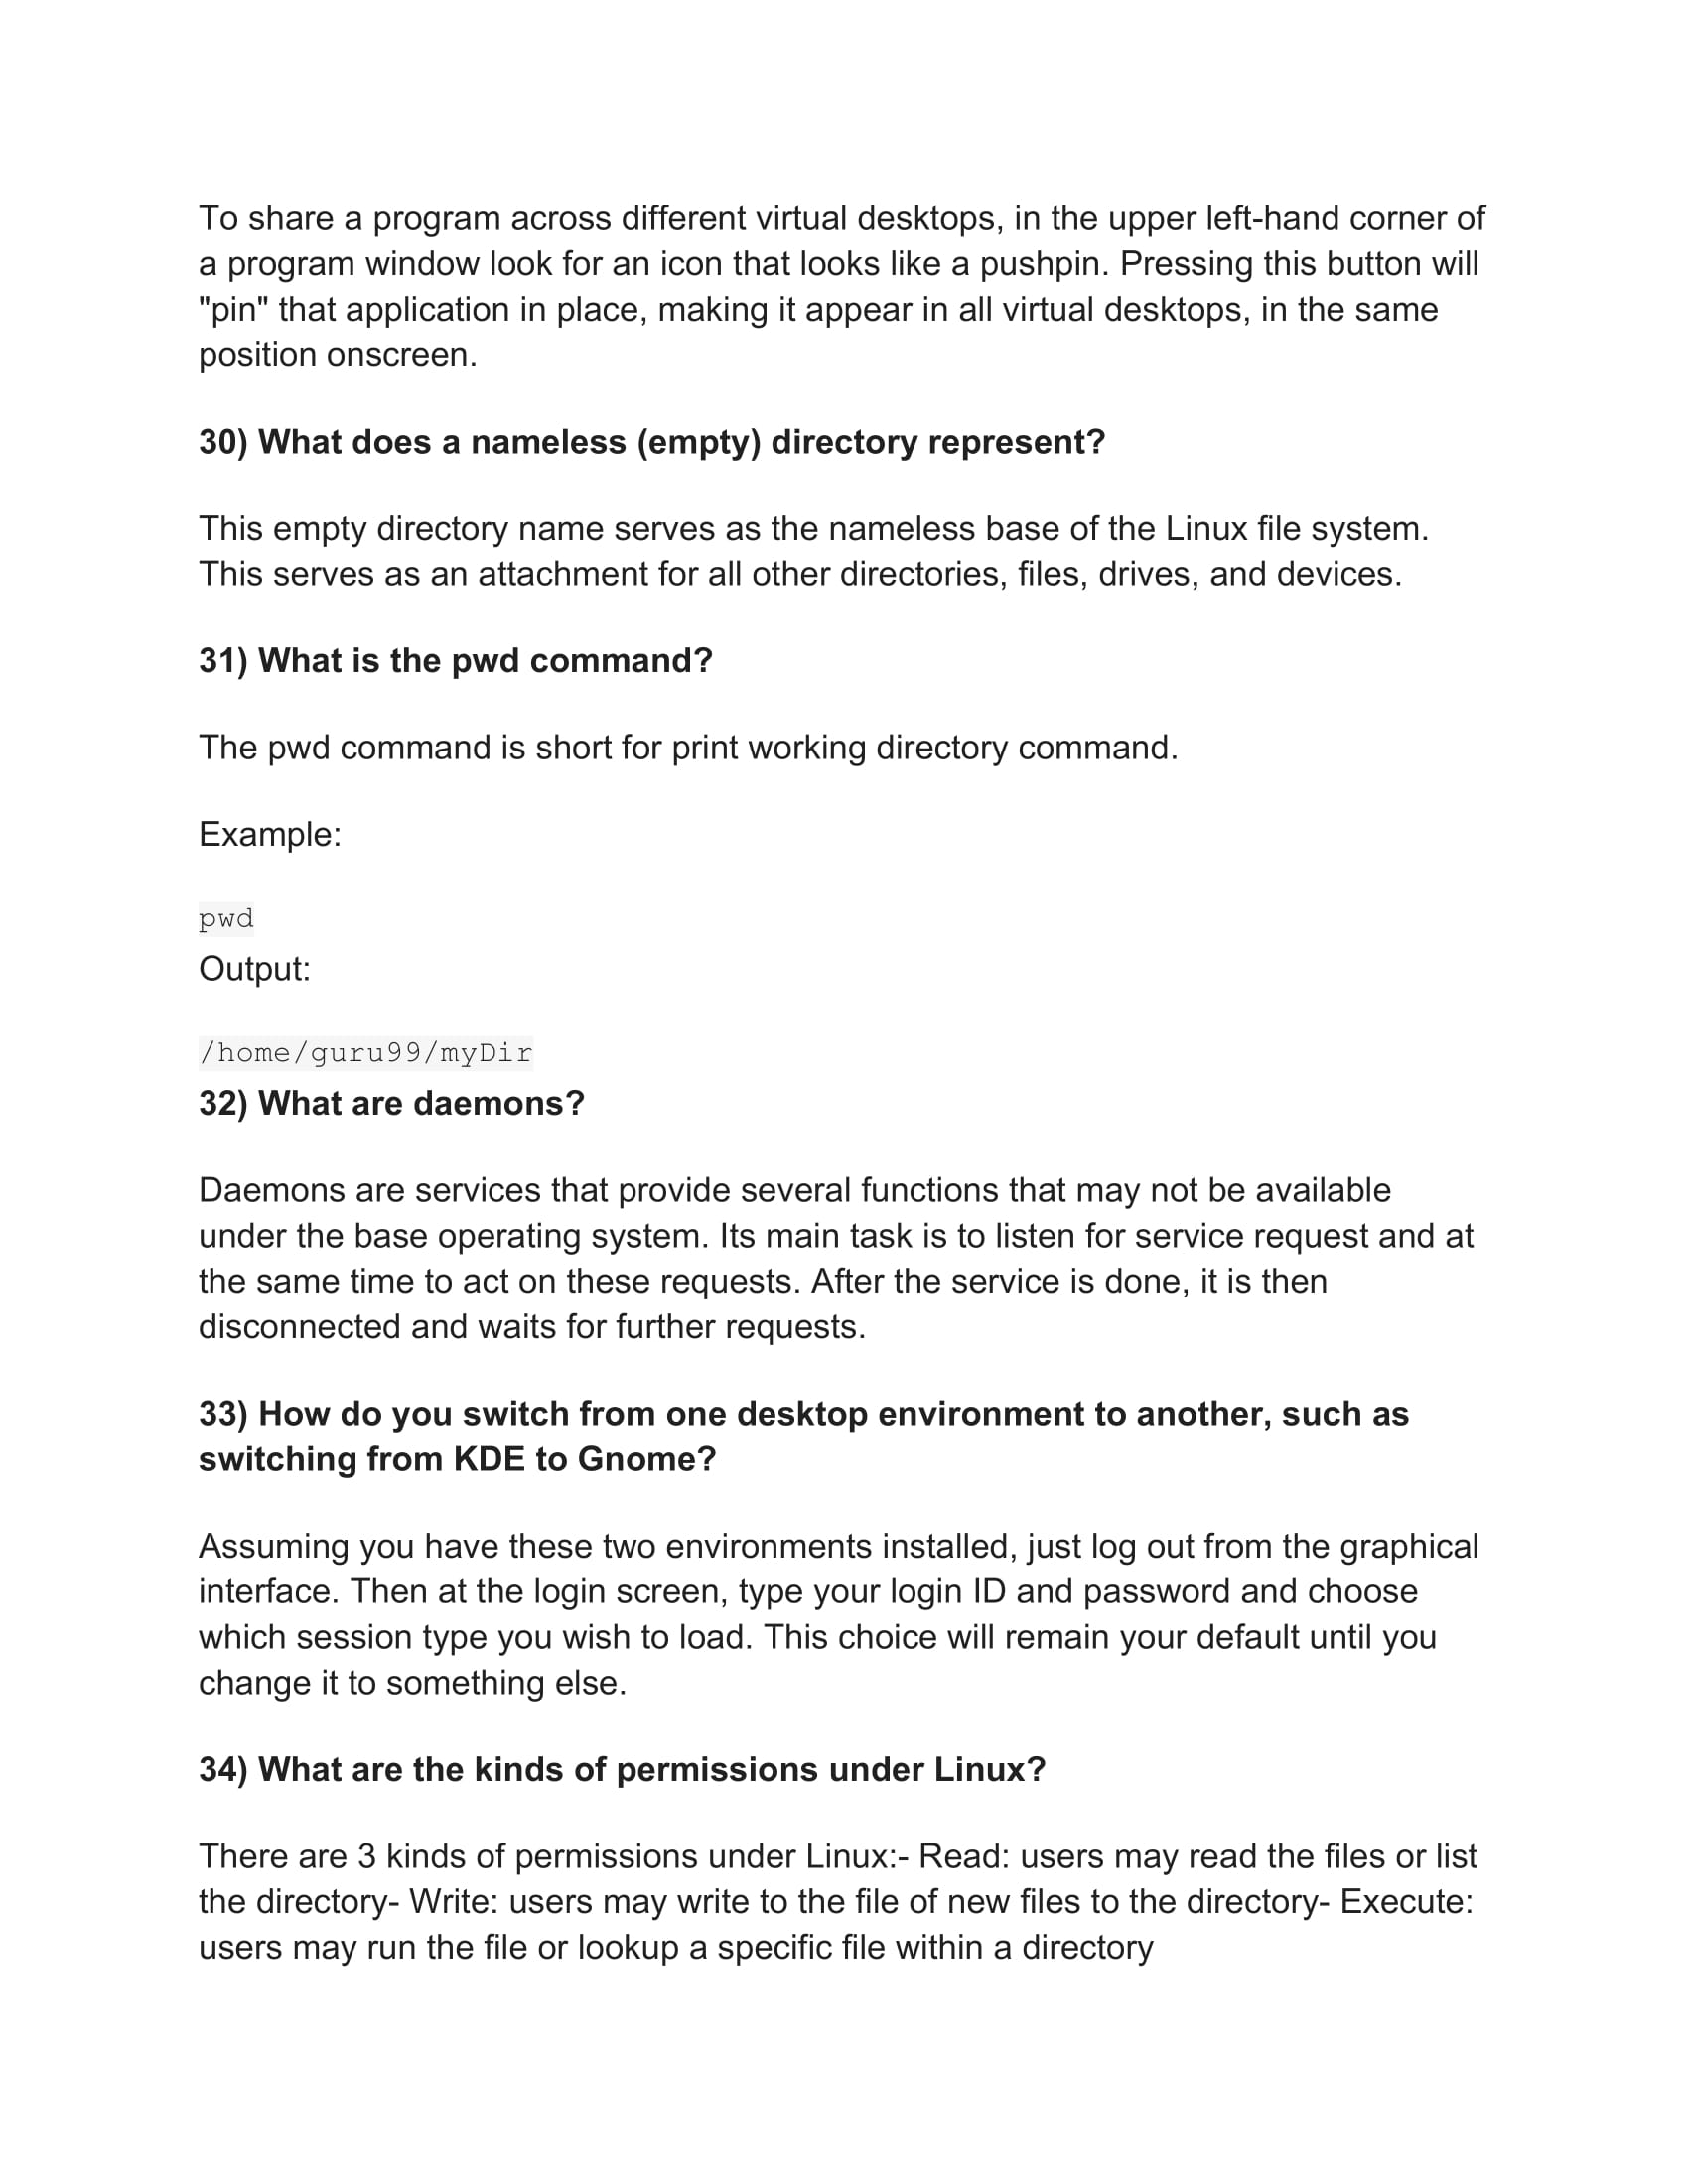 To share a program across different virtual desktops, in the upper left-hand corner of
a program window look for an icon that looks like a pushpin. Pressing this button will
"pin" that application in place, making it appear in all virtual desktops, in the same
position onscreen.
30) What does a nameless (empty) directory represent?
This empty directory name serves as the nameless base of the Linux file system.
This serves as an attachment for all other directories, files, drives, and devices.
31) What is the pwd command?
The pwd command is short for print working directory command.
Example:
pwd
Output:
/home/guru99/myDir
32) What are daemons?
Daemons are services that provide several functions that may not be available
under the base operating system. Its main task is to listen for service request and at
the same time to act on these requests. After the service is done, it is then
disconnected and waits for further requests.
33) How do you switch from one desktop environment to another, such as
switching from KDE to Gnome?
Assuming you have these two environments installed, just log out from the graphical
interface. Then at the login screen, type your login ID and password and choose
which session type you wish to load. This choice will remain your default until you
change it to something else.
34) What are the kinds of permissions under Linux?
There are 3 kinds of permissions under Linux:- Read: users may read the files or list
the directory- Write: users may write to the file of new files to the directory- Execute:
users may run the file or lookup a specific file within a directory